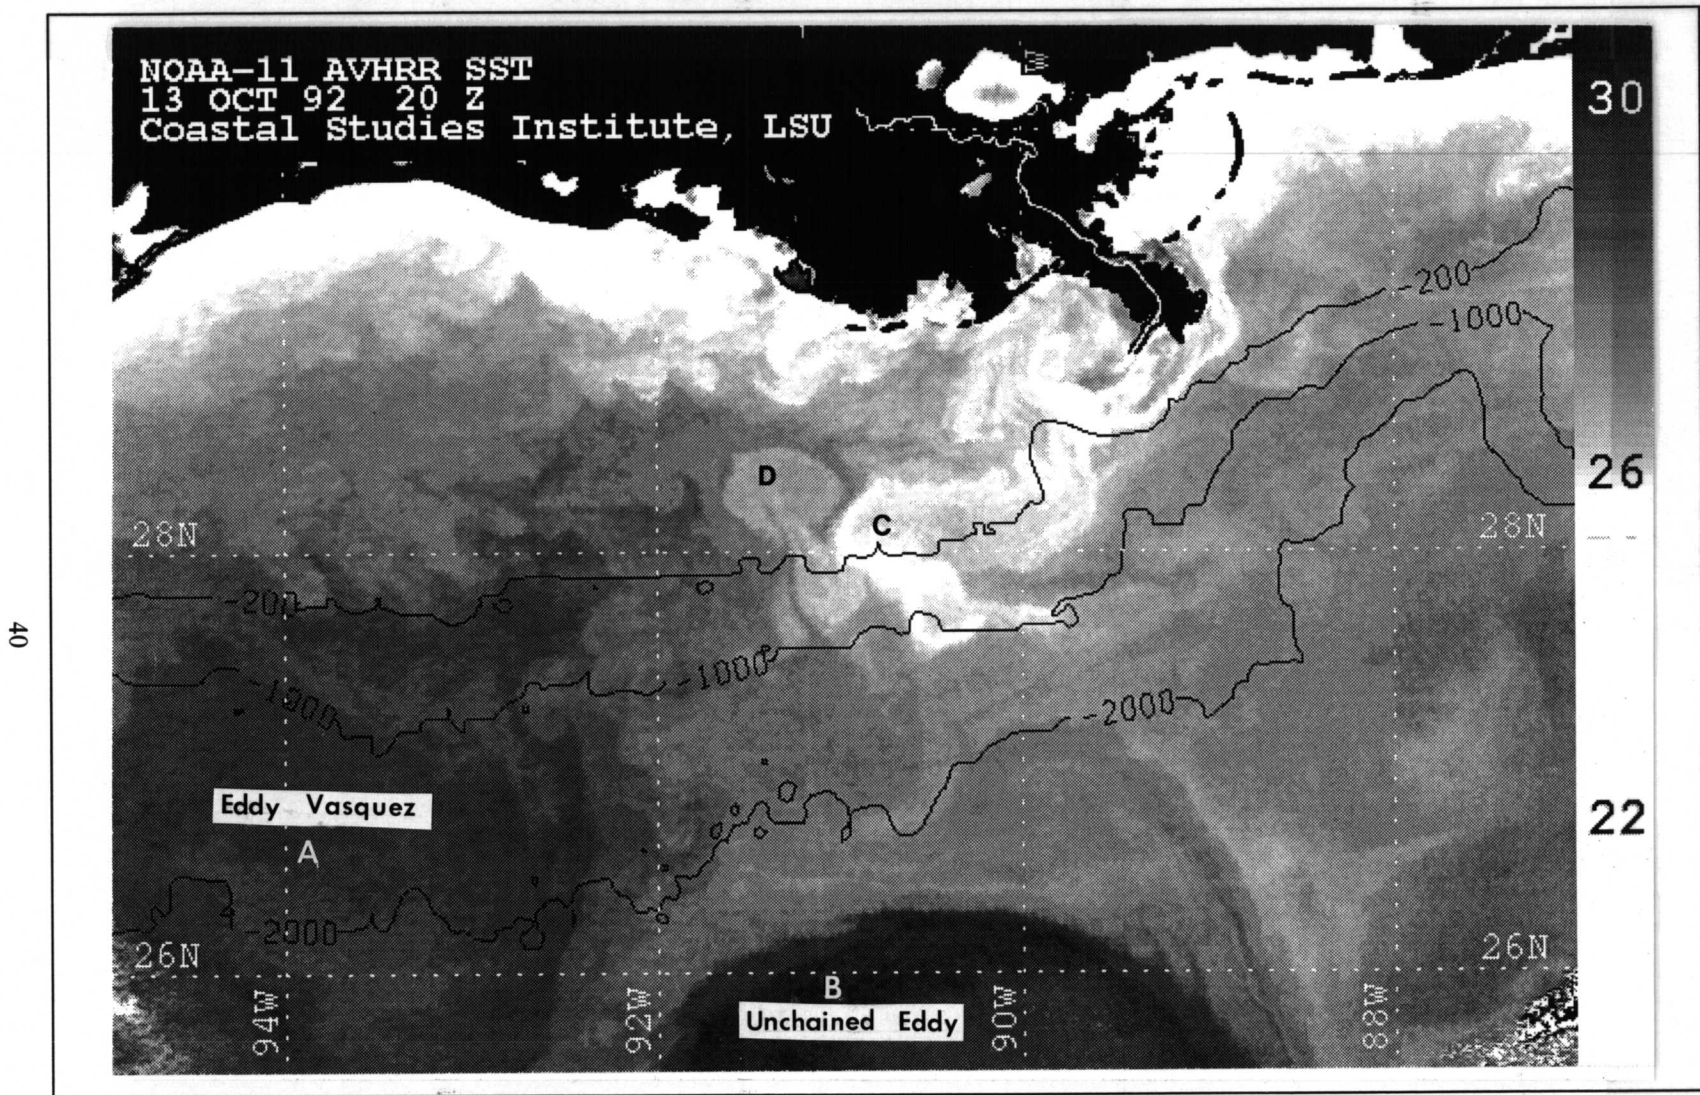 NOAA-11 AVHRR SST
13 OCT 92 20 Z
Coastal Studies Institute, LSU
30
-200
-1000
26
D
C
28N
28N
-200
-1000
-1000
-2000
Eddy Vasquez
22
A
-2000
26N
26N
B
Unchained Eddy
94W
92W
90W
88W
40